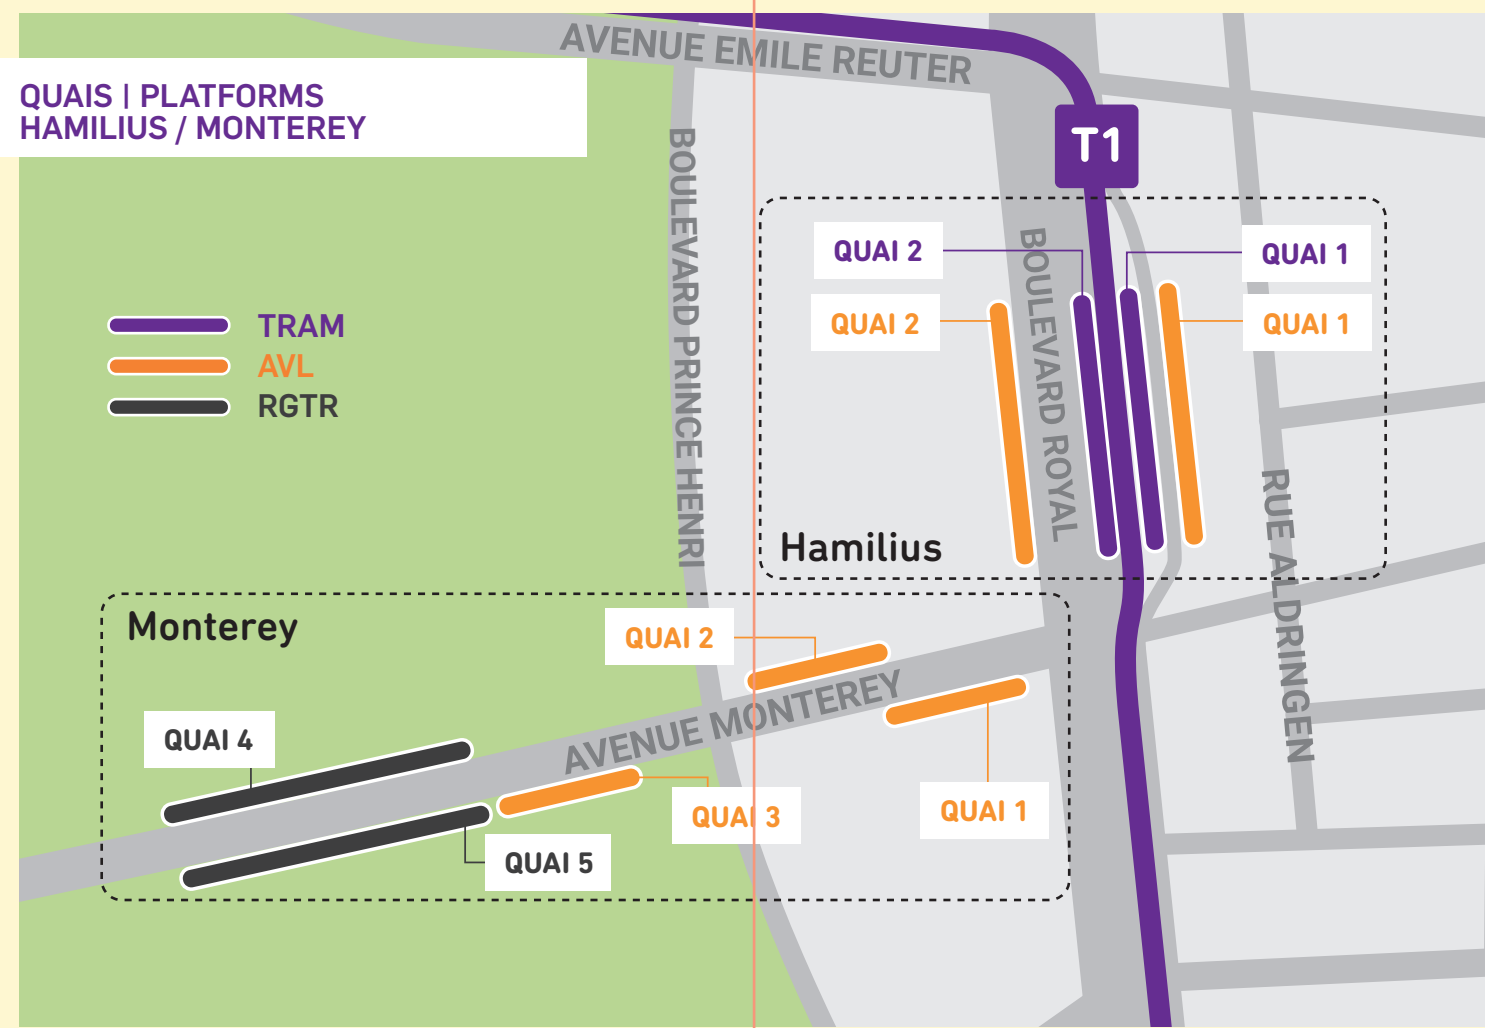 AVENUE EMILE REUTER
QUAIS | PLATFORMS
HAMILIUS / MONTEREY
T1
BOULEVARD PRINCE HENRI
QUAI 2
QUAI 1
BOULEVARD ROYAL
QUAI 2
QUAI 1
TRAM
AVL
RGTR
RUE ALDRINGEN
Hamilius
Monterey
QUAI 2
AVENUE MONTEREY
QUAI 4
QUAI 3
QUAI 1
QUAI 5